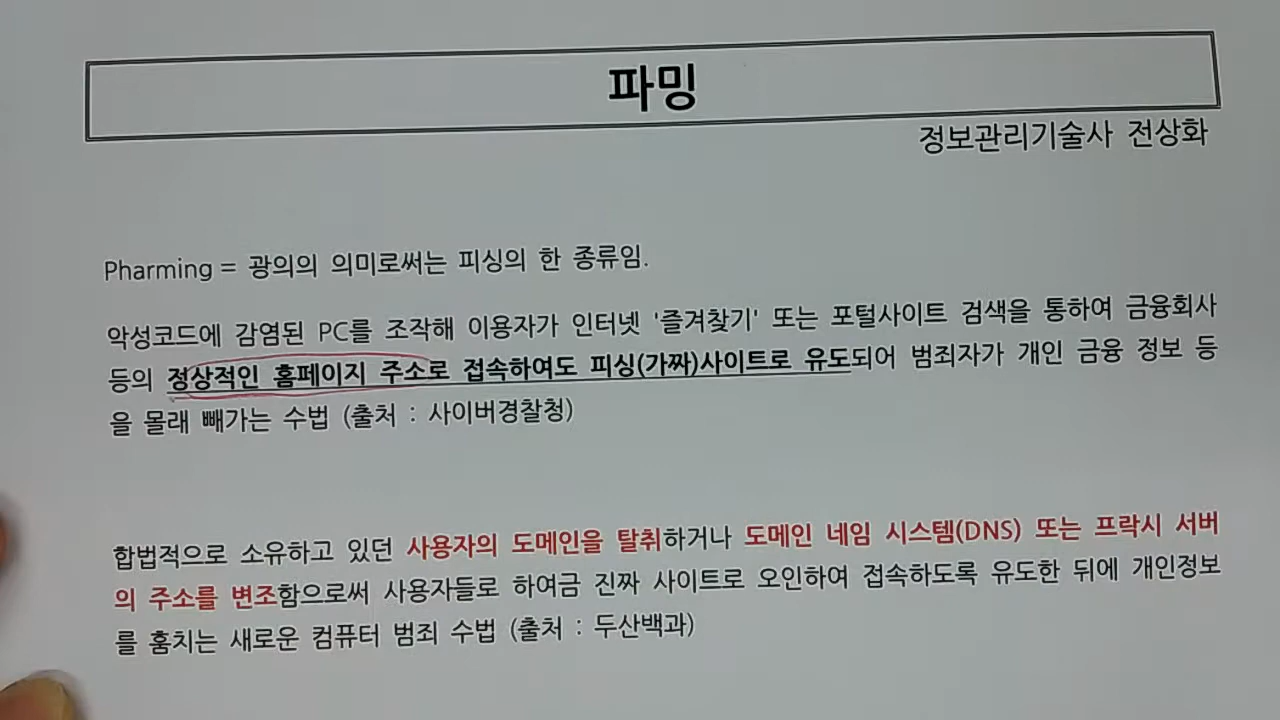 파밍
정보관리기술사 전상화
Pharming = 광의의 의미로써는 피싱의 한 종류임.
악성코드에 감염된 PC를 조작해 이용자가 인터넷 '즐겨찾기' 또는 포털사이트 검색을 통하여 금융회사
등의 정상적인 홈페이지 주소로 접속하여도 피싱(가짜)사이트로 유도되어 범죄자가 개인 금융 정보 등
을 몰래 빼가는 수법 (출처 : 사이버경찰청)
합법적으로 소유하고 있던 사용자의 도메인을 탈취하거나 도메인 네임 시스템(DNS) 또는 프락시 서버
의 주소를 변조함으로써 사용자들로 하여금 진짜 사이트로 오인하여 접속하도록 유도한 뒤에 개인정보
를 훔치는 새로운 컴퓨터 범죄 수법 (출처 : 두산백과)